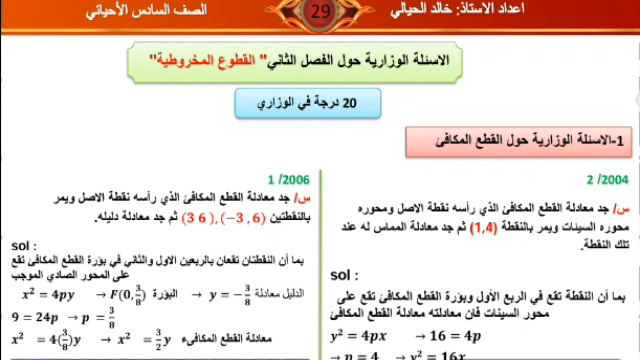 اعداد الاستاذ: خالد الحيالي
29
الصف السادس الأحيائي
الاسئلة الوزارية حول الفصل الثاني" القطوع المخروطية"
20 درجة في الوزاري
1-الاسئلة الوزارية حول القطع المكافئ
2004/ 2
س/ جد معادلة القطع المكافئ الذي رأسه نقطة الاصل ومحوره
محوره السينات ويمر بالنقطة (1,4) ثم جد معادلة المماس له عند
تلك النقطة.
sol :
بما أن النقطة تقع في الربع الأول وبؤرة القطع المكافئ تقع على
محور السينات فان معادلته معادلة القطع المكافئ
y² = 4px → 16 = 4p
→ p = 4 → y² = 16x
2006/ 1
س/ جد معادلة القطع المكافئ الذي رأسه نقطة الاصل ويمر
بالنقطتين (3 6) ,(−3 , 6) ثم جد معادلة دليله.
sol :
بما أن النقطتان تقعان بالربعين الاول والثاني في بؤرة القطع المكافئ تقع
على المحور الصادي الموجب
x² = 4py → F(0, 3/8) البؤرة → y = −3/8 الدليل معادلة
9 = 24p → p = 3/8
x² = 4(3/8)y → x² = 3/2 y معادلة القطع المكافىء